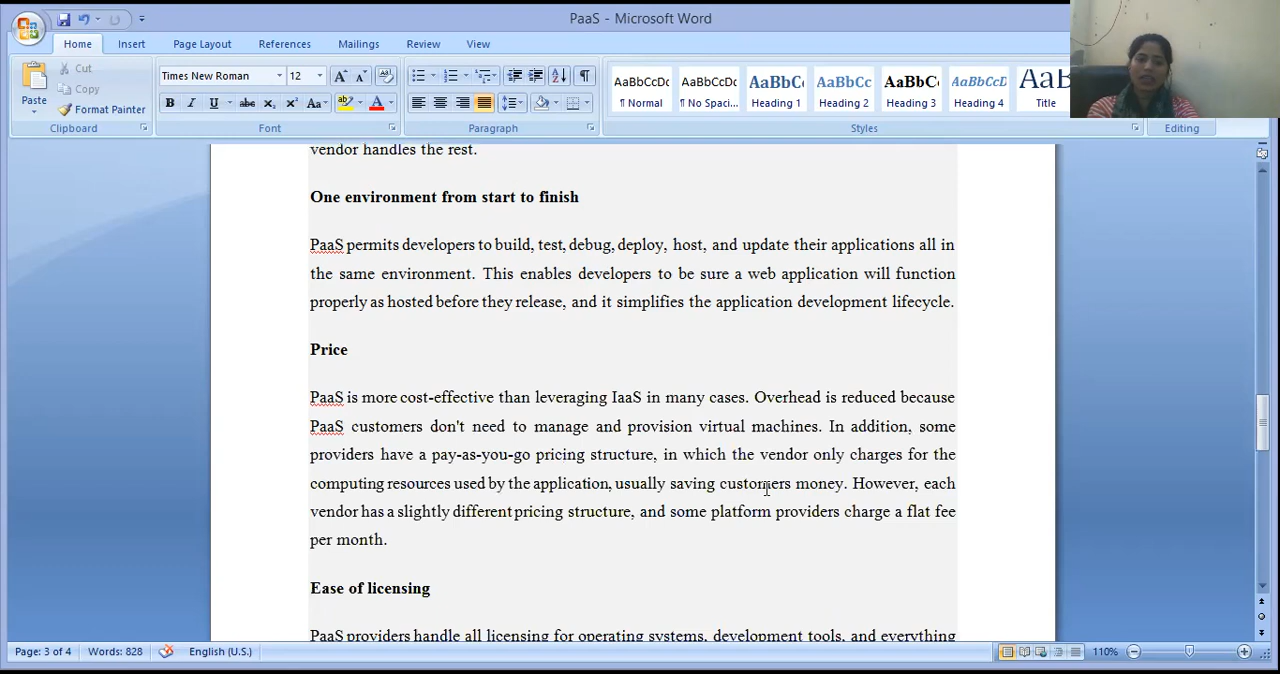 PaaS - Microsoft Word
Home Insert Page Layout References Mailings Review View
Paste
Cut
Copy
Format Painter
Clipboard
Times New Roman 12
B I U abc x₂ x² Aa ab A
Font
Paragraph
AaBbCcDc AaBbCcDc AaBbC AaBbCc AaBbC AaBbCc AaB
¶ Normal ¶ No Spaci... Heading 1 Heading 2 Heading 3 Heading 4 Title
Styles
Editing
vendor handles the rest.
One environment from start to finish
PaaS permits developers to build, test, debug, deploy, host, and update their applications all in
the same environment. This enables developers to be sure a web application will function
properly as hosted before they release, and it simplifies the application development lifecycle.
Price
PaaS is more cost-effective than leveraging IaaS in many cases. Overhead is reduced because
PaaS customers don't need to manage and provision virtual machines. In addition, some
providers have a pay-as-you-go pricing structure, in which the vendor only charges for the
computing resources used by the application, usually saving customers money. However, each
vendor has a slightly different pricing structure, and some platform providers charge a flat fee
per month.
Ease of licensing
PaaS providers handle all licensing for operating systems, development tools, and everything
Page: 3 of 4 Words: 828 English (U.S.) 110%